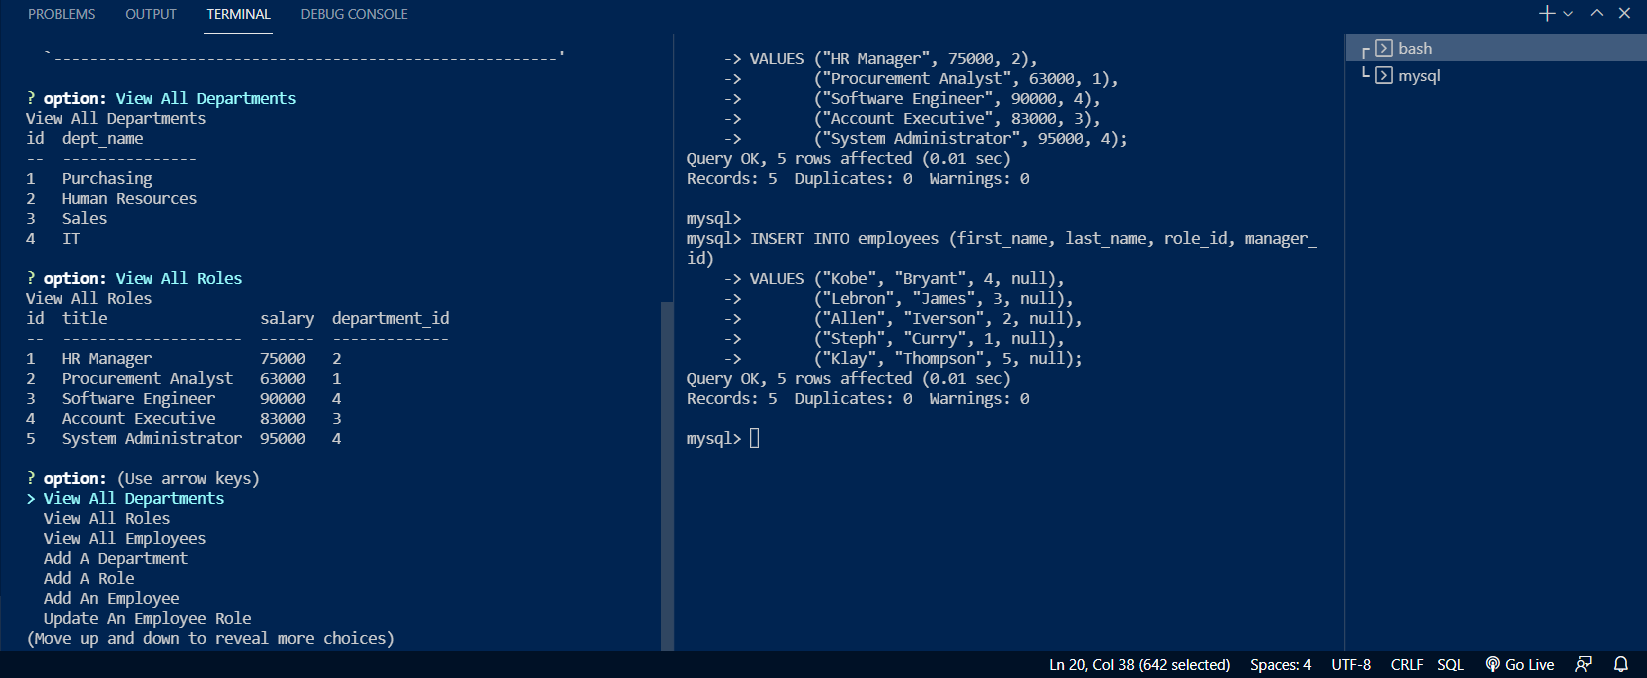 PROBLEMS OUTPUT TERMINAL DEBUG CONSOLE
`--------------------------------------------------------'
? option: View All Departments
View All Departments
id  dept_name
--  ---------------
1   Purchasing
2   Human Resources
3   Sales
4   IT
? option: View All Roles
View All Roles
id  title                 salary  department_id
--  --------------------  ------  -------------
1   HR Manager            75000   2
2   Procurement Analyst   63000   1
3   Software Engineer     90000   4
4   Account Executive     83000   3
5   System Administrator  95000   4
? option: (Use arrow keys)
> View All Departments
  View All Roles
  View All Employees
  Add A Department
  Add A Role
  Add An Employee
  Update An Employee Role
(Move up and down to reveal more choices)
    -> VALUES ("HR Manager", 75000, 2),
    ->        ("Procurement Analyst", 63000, 1),
    ->        ("Software Engineer", 90000, 4),
    ->        ("Account Executive", 83000, 3),
    ->        ("System Administrator", 95000, 4);
Query OK, 5 rows affected (0.01 sec)
Records: 5  Duplicates: 0  Warnings: 0
mysql>
mysql> INSERT INTO employees (first_name, last_name, role_id, manager_
id)
    -> VALUES ("Kobe", "Bryant", 4, null),
    ->        ("Lebron", "James", 3, null),
    ->        ("Allen", "Iverson", 2, null),
    ->        ("Steph", "Curry", 1, null),
    ->        ("Klay", "Thompson", 5, null);
Query OK, 5 rows affected (0.01 sec)
Records: 5  Duplicates: 0  Warnings: 0
mysql>
bash
mysql
Ln 20, Col 38 (642 selected) Spaces: 4 UTF-8 CRLF SQL Go Live